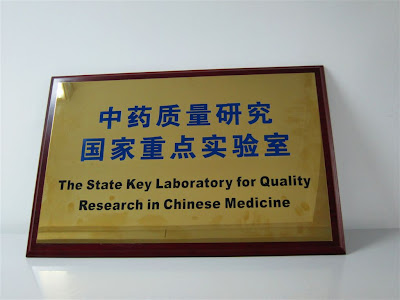 中药质量研究
国家重点实验室
The State Key Laboratory for Quality
Research in Chinese Medicine